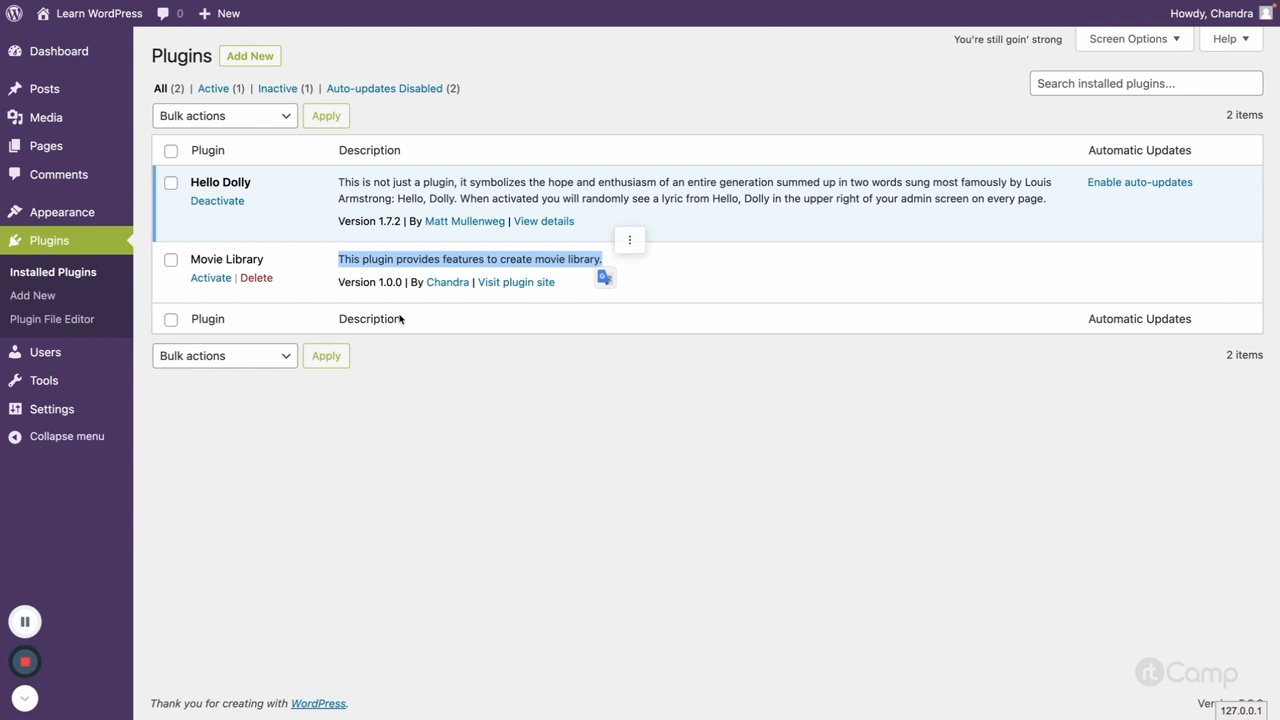 Learn WordPress 0 New Howdy, Chandra
Dashboard
Posts
Media
Pages
Comments
Appearance
Plugins
Installed Plugins
Add New
Plugin File Editor
Users
Tools
Settings
Collapse menu
You're still goin' strong Screen Options Help
Plugins Add New
All (2) | Active (1) | Inactive (1) | Auto-updates Disabled (2)
Search installed plugins...
Bulk actions Apply 2 items
Plugin Description Automatic Updates
Hello Dolly This is not just a plugin, it symbolizes the hope and enthusiasm of an entire generation summed up in two words sung most famously by Louis Enable auto-updates
Deactivate Armstrong: Hello, Dolly. When activated you will randomly see a lyric from Hello, Dolly in the upper right of your admin screen on every page.
Version 1.7.2 | By Matt Mullenweg | View details
Movie Library This plugin provides features to create movie library.
Activate | Delete Version 1.0.0 | By Chandra | Visit plugin site
Plugin Description Automatic Updates
Bulk actions Apply 2 items
rtCamp
Thank you for creating with WordPress.
127.0.0.1